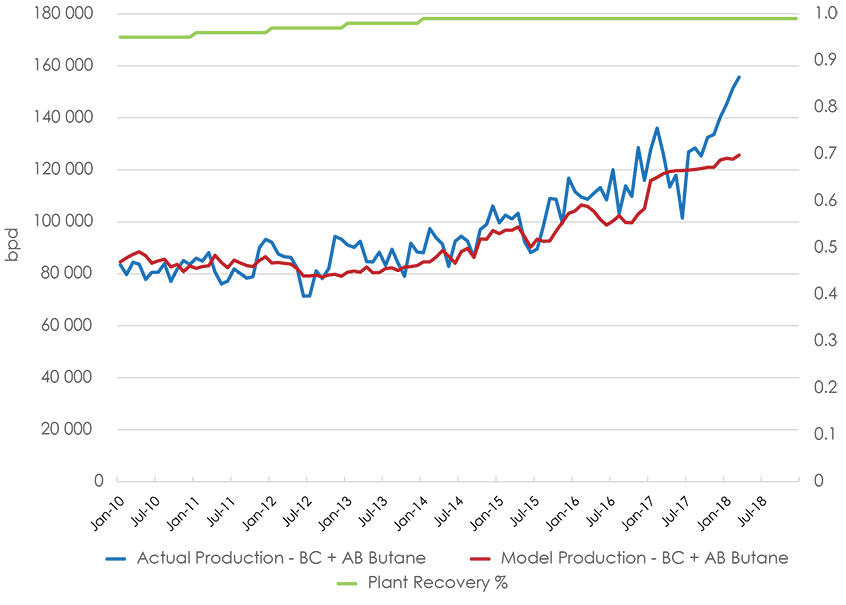 180 000 1.0
0.9
160 000
140 000 0.8
120 000 0.7
0.6
100 000
bpd 0.5
80 000
0.4
60 000
0.3
40 000
0.2
20 000 0.1
0 0
Jan-10 Jul-10 Jan-11 Jul-11 Jan-12 Jul-12 Jan-13 Jul-13 Jan-14 Jul-14 Jan-15 Jul-15 Jan-16 Jul-16 Jan-17 Jul-17 Jan-18 Jul-18
Actual Production - BC + AB Butane Model Production - BC + AB Butane
Plant Recovery %